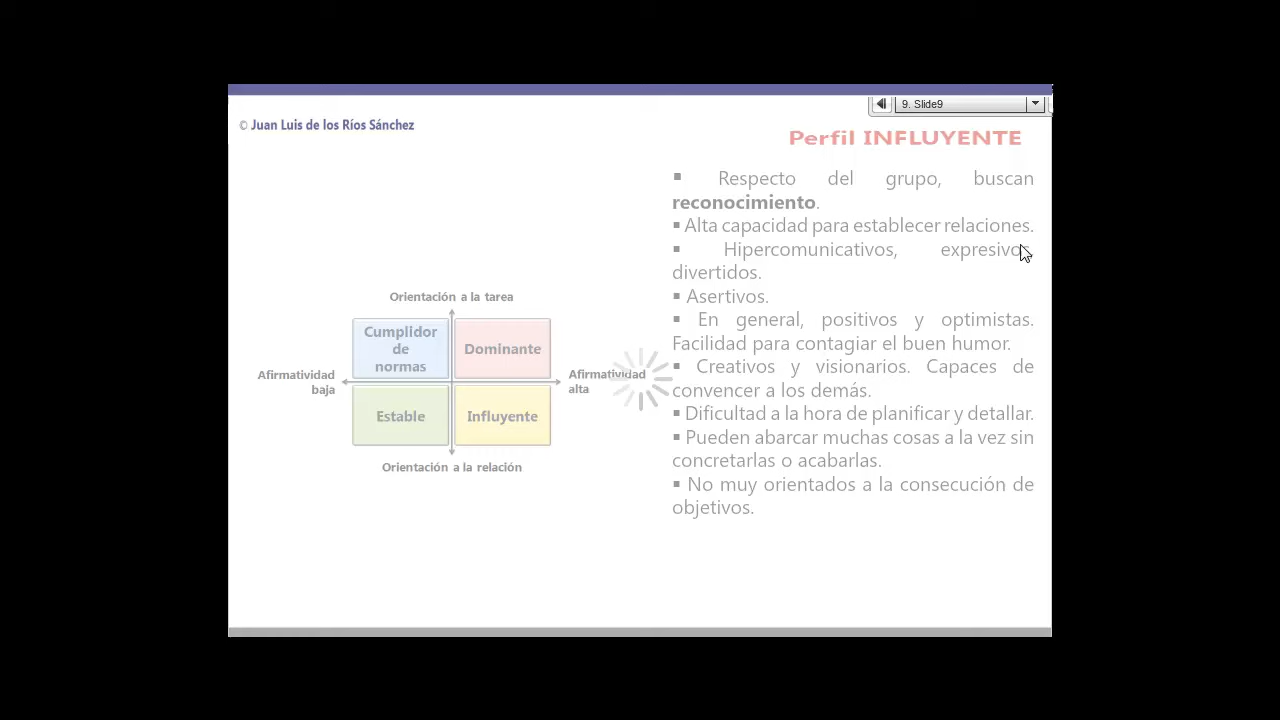 9. Slide9
© Juan Luis de los Ríos Sánchez
Perfil INFLUYENTE
▪ Respecto del grupo, buscan
reconocimiento.
▪ Alta capacidad para establecer relaciones.
▪ Hipercomunicativos, expresivos,
divertidos.
▪ Asertivos.
▪ En general, positivos y optimistas.
Facilidad para contagiar el buen humor.
▪ Creativos y visionarios. Capaces de
convencer a los demás.
▪ Dificultad a la hora de planificar y detallar.
▪ Pueden abarcar muchas cosas a la vez sin
concretarlas o acabarlas.
▪ No muy orientados a la consecución de
objetivos.
Orientación a la tarea
Cumplidor
de
normas
Dominante
Afirmatividad
baja
Afirmatividad
alta
Estable
Influyente
Orientación a la relación